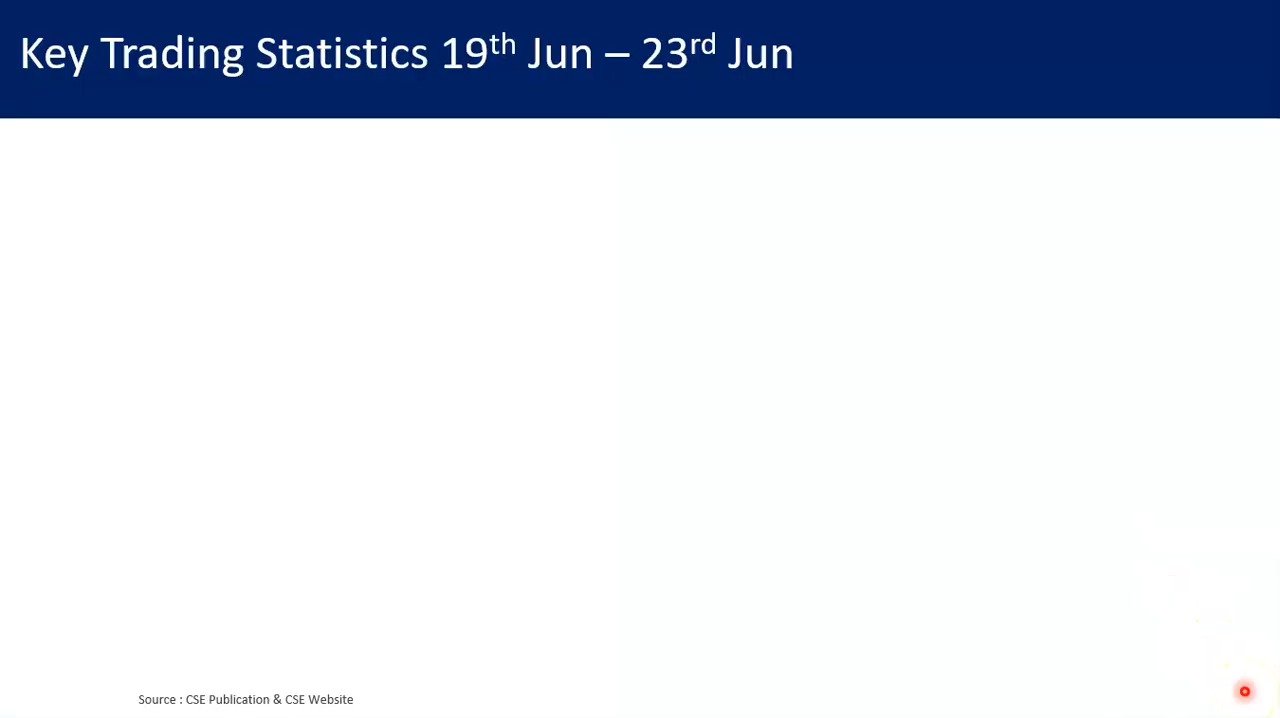 Key Trading Statistics 19th Jun – 23rd Jun
Source : CSE Publication & CSE Website